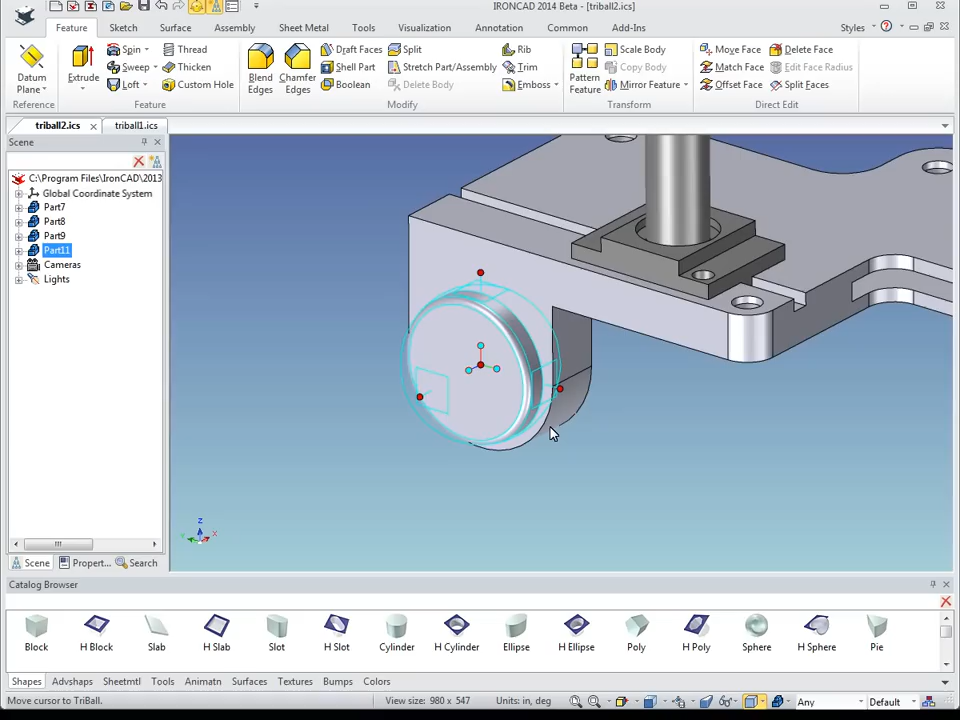 IRONCAD 2014 Beta - [triball2.ics]
Feature Sketch Surface Assembly Sheet Metal Tools Visualization Annotation Common Add-Ins Styles
Datum Plane
Reference
Extrude
Spin
Sweep
Loft
Thread
Thicken
Custom Hole
Feature
Blend Edges
Chamfer Edges
Draft Faces
Shell Part
Boolean
Split
Stretch Part/Assembly
Delete Body
Rib
Trim
Emboss
Modify
Pattern Feature
Scale Body
Copy Body
Mirror Feature
Transform
Move Face
Match Face
Offset Face
Delete Face
Edit Face Radius
Split Faces
Direct Edit
triball2.ics
triball1.ics
Scene
C:\Program Files\IronCAD\2013
Global Coordinate System
Part7
Part8
Part9
Part11
Cameras
Lights
Z
X
Scene Propert... Search
Catalog Browser
Block H Block Slab H Slab Slot H Slot Cylinder H Cylinder Ellipse H Ellipse Poly H Poly Sphere H Sphere Pie
Shapes Advshaps Sheetmtl Tools Animatn Surfaces Textures Bumps Colors
Move cursor to TriBall. View size: 980 x 547 Units: in, deg Any Default